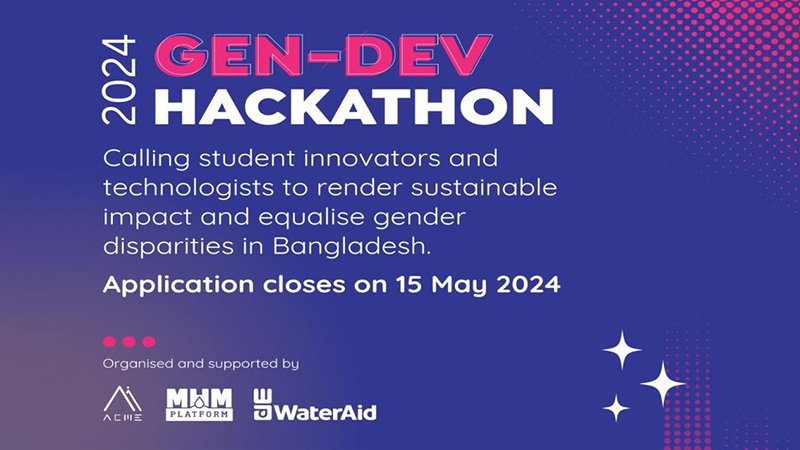 2024
GEN-DEV
HACKATHON
Calling student innovators and
technologists to render sustainable
impact and equalise gender
disparities in Bangladesh.
Application closes on 15 May 2024
Organised and supported by
ACME
MHM
PLATFORM
WaterAid